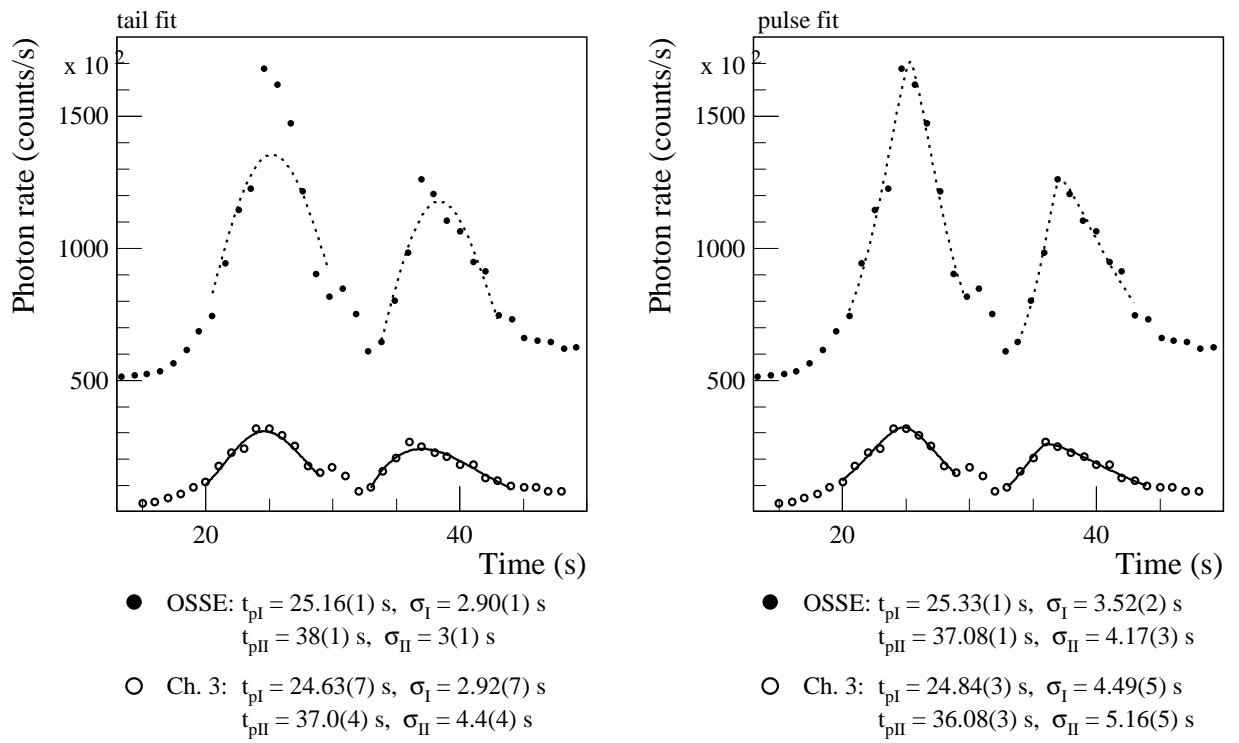 tail fit
x 10 2
Photon rate (counts/s)
1500
1000
500
20 40
Time (s)
● OSSE: t_pI = 25.16(1) s, σ_I = 2.90(1) s
t_pII = 38(1) s, σ_II = 3(1) s
○ Ch. 3: t_pI = 24.63(7) s, σ_I = 2.92(7) s
t_pII = 37.0(4) s, σ_II = 4.4(4) s
pulse fit
x 10 2
Photon rate (counts/s)
1500
1000
500
20 40
Time (s)
● OSSE: t_pI = 25.33(1) s, σ_I = 3.52(2) s
t_pII = 37.08(1) s, σ_II = 4.17(3) s
○ Ch. 3: t_pI = 24.84(3) s, σ_I = 4.49(5) s
t_pII = 36.08(3) s, σ_II = 5.16(5) s